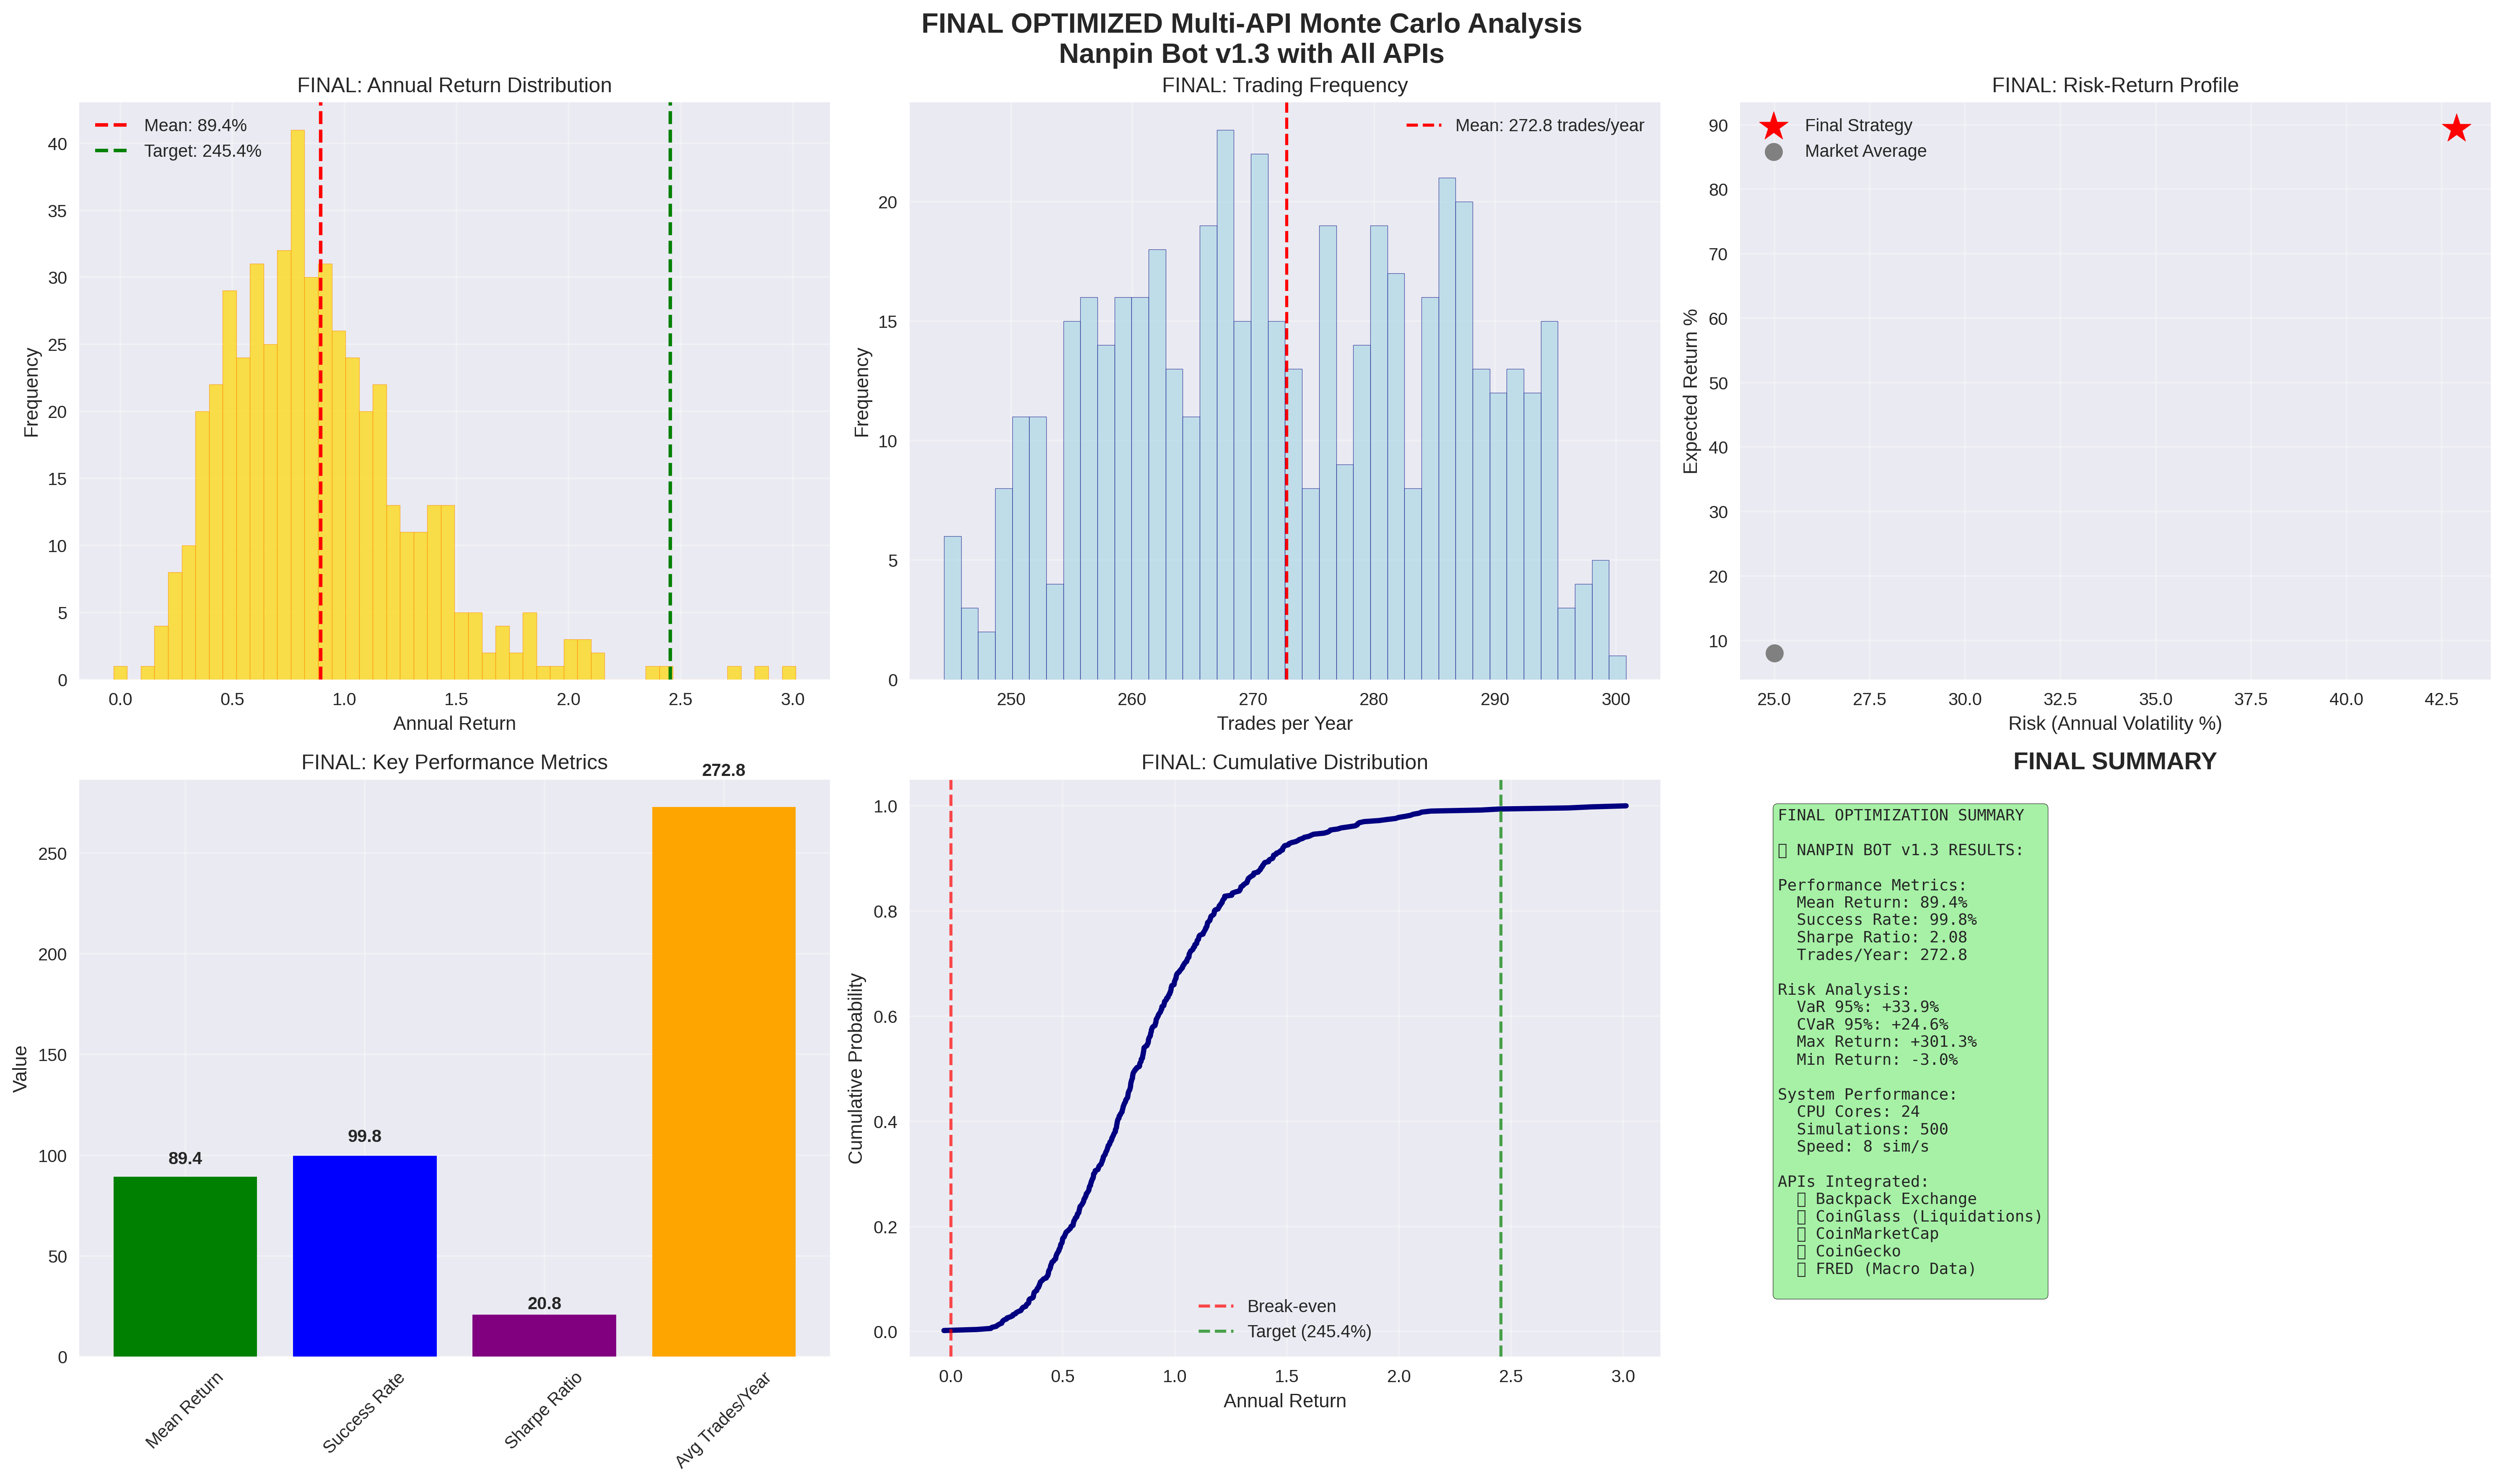 FINAL OPTIMIZED Multi-API Monte Carlo Analysis
Nanpin Bot v1.3 with All APIs
FINAL: Annual Return Distribution
Mean: 89.4%
Target: 245.4%
Frequency
40
35
30
25
20
15
10
5
0
0.0 0.5 1.0 1.5 2.0 2.5 3.0
Annual Return
FINAL: Trading Frequency
Mean: 272.8 trades/year
Frequency
20
15
10
5
0
250 260 270 280 290 300
Trades per Year
FINAL: Risk-Return Profile
Final Strategy
Market Average
Expected Return %
90
80
70
60
50
40
30
20
10
25.0 27.5 30.0 32.5 35.0 37.5 40.0 42.5
Risk (Annual Volatility %)
FINAL: Key Performance Metrics
Value
250
200
150
100
50
0
89.4
99.8
20.8
272.8
Mean Return
Success Rate
Sharpe Ratio
Avg Trades/Year
FINAL: Cumulative Distribution
Cumulative Probability
1.0
0.8
0.6
0.4
0.2
0.0
Break-even
Target (245.4%)
0.0 0.5 1.0 1.5 2.0 2.5 3.0
Annual Return
FINAL SUMMARY
FINAL OPTIMIZATION SUMMARY
NANPIN BOT v1.3 RESULTS:
Performance Metrics:
Mean Return: 89.4%
Success Rate: 99.8%
Sharpe Ratio: 2.08
Trades/Year: 272.8
Risk Analysis:
VaR 95%: +33.9%
CVaR 95%: +24.6%
Max Return: +301.3%
Min Return: -3.0%
System Performance:
CPU Cores: 24
Simulations: 500
Speed: 8 sim/s
APIs Integrated:
Backpack Exchange
CoinGlass (Liquidations)
CoinMarketCap
CoinGecko
FRED (Macro Data)